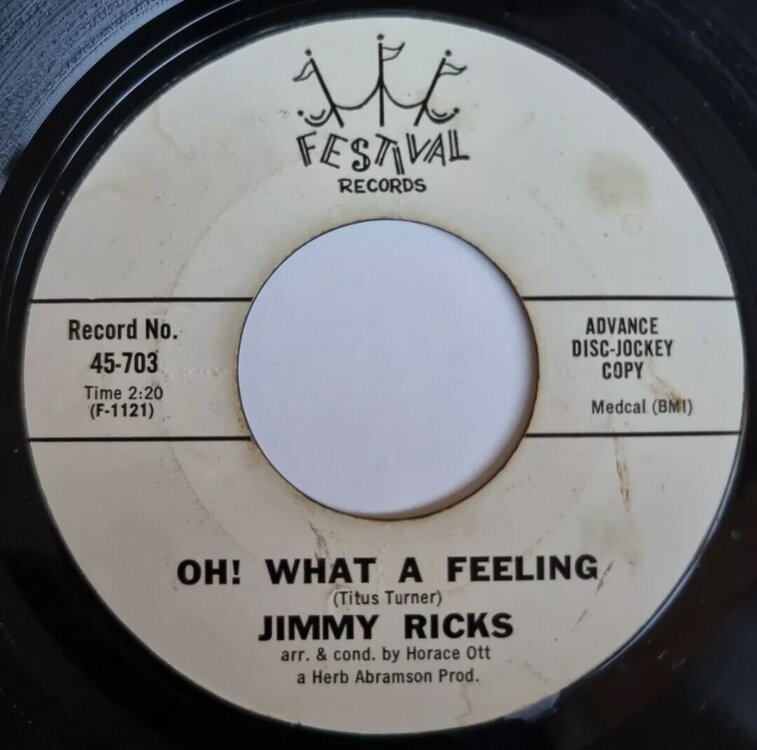 FESTIVAL
RECORDS
Record No.
45-703
Time 2:20
(F-1121)
ADVANCE
DISC-JOCKEY
COPY
Medcal (BMI)
OH! WHAT A FEELING
(Titus Turner)
JIMMY RICKS
arr. & cond. by Horace Ott
a Herb Abramson Prod.